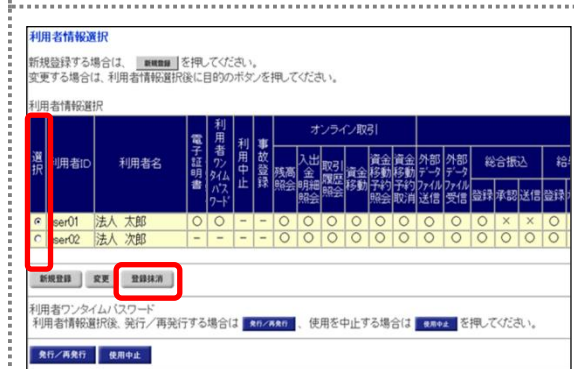 利用者情報選択
新規登録する場合は、 新規登録 を押してください。
変更する場合は、利用者情報選択後に目的のボタンを押してください。
利用者情報選択
選択 利用者ID 利用者名 電子証明書 利用者ワンタイムパスワード 利用中止 事故登録 オンライン取引 外部データファイル送信 外部データファイル受信 総合振込
残高照会 入出金明細照会 取引履歴照会 資金移動 資金移動予約照会 資金移動予約取消 登録 承認 送信 登録
user01 法人 太郎 ○ ○ − − ○ ○ ○ ○ ○ ○ ○ ○ ○ × × ○
user02 法人 次郎 − − − − ○ ○ ○ ○ ○ ○ ○ ○ ○ ○ ○ ○
新規登録 変更 登録抹消
利用者ワンタイムパスワード
利用者情報選択後、発行/再発行する場合は 発行/再発行 、使用を中止する場合は 使用中止 を押してください。
発行/再発行 使用中止